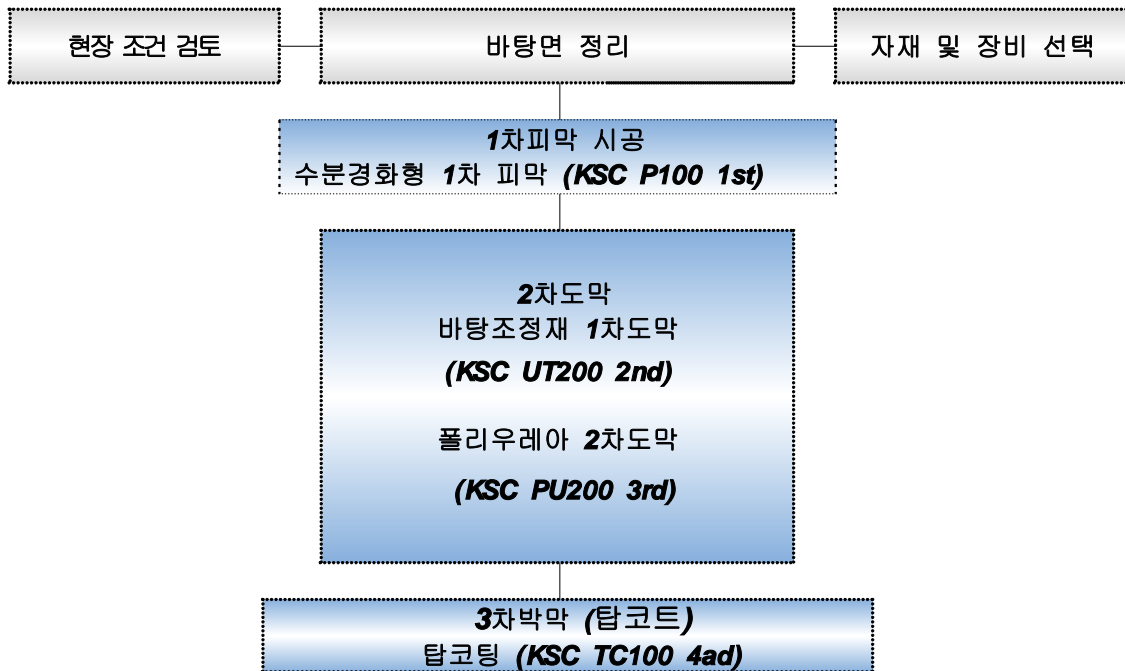 현장 조건 검토
바탕면 정리
자재 및 장비 선택
1차피막 시공
수분경화형 1차 피막 (KSC P100 1st)
2차도막
바탕조정재 1차도막
(KSC UT200 2nd)
폴리우레아 2차도막
(KSC PU200 3rd)
3차박막 (탑코트)
탑코팅 (KSC TC100 4ad)